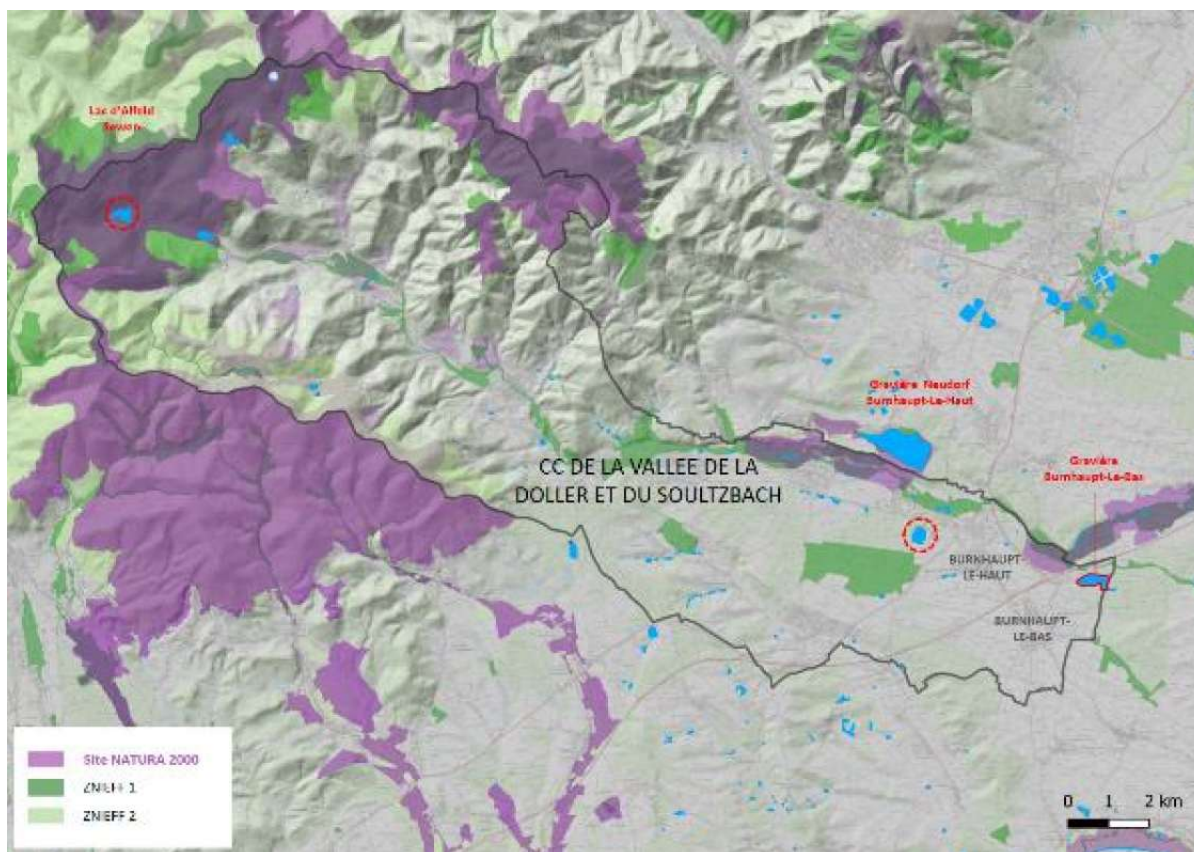 Lac d'Alfeld
Sewen
Gravière Neudorf
Burnhaupt-Le-Haut
Gravière
Burnhaupt-Le-Bas
CC DE LA VALLEE DE LA
DOLLER ET DU SOULTZBACH
BURNHAUPT-
LE-HAUT
BURNHAUPT-
LE-BAS
Site NATURA 2000
ZNIEFF 1
ZNIEFF 2
0 1 2 km